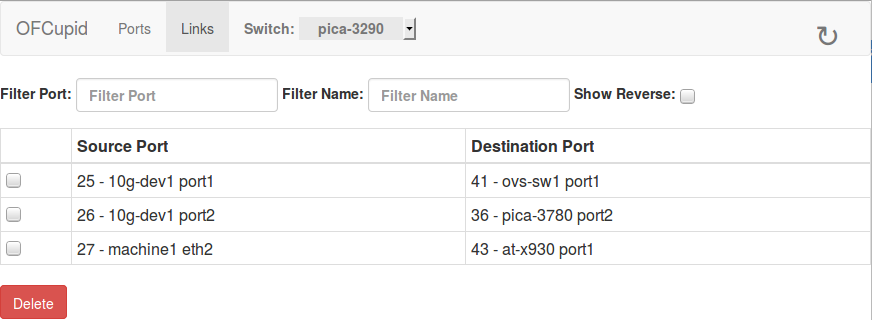 OFCupid Ports Links Switch: pica-3290 ↻
Filter Port: Filter Port Filter Name: Filter Name Show Reverse:
Source Port Destination Port
25 - 10g-dev1 port1 41 - ovs-sw1 port1
26 - 10g-dev1 port2 36 - pica-3780 port2
27 - machine1 eth2 43 - at-x930 port1
Delete